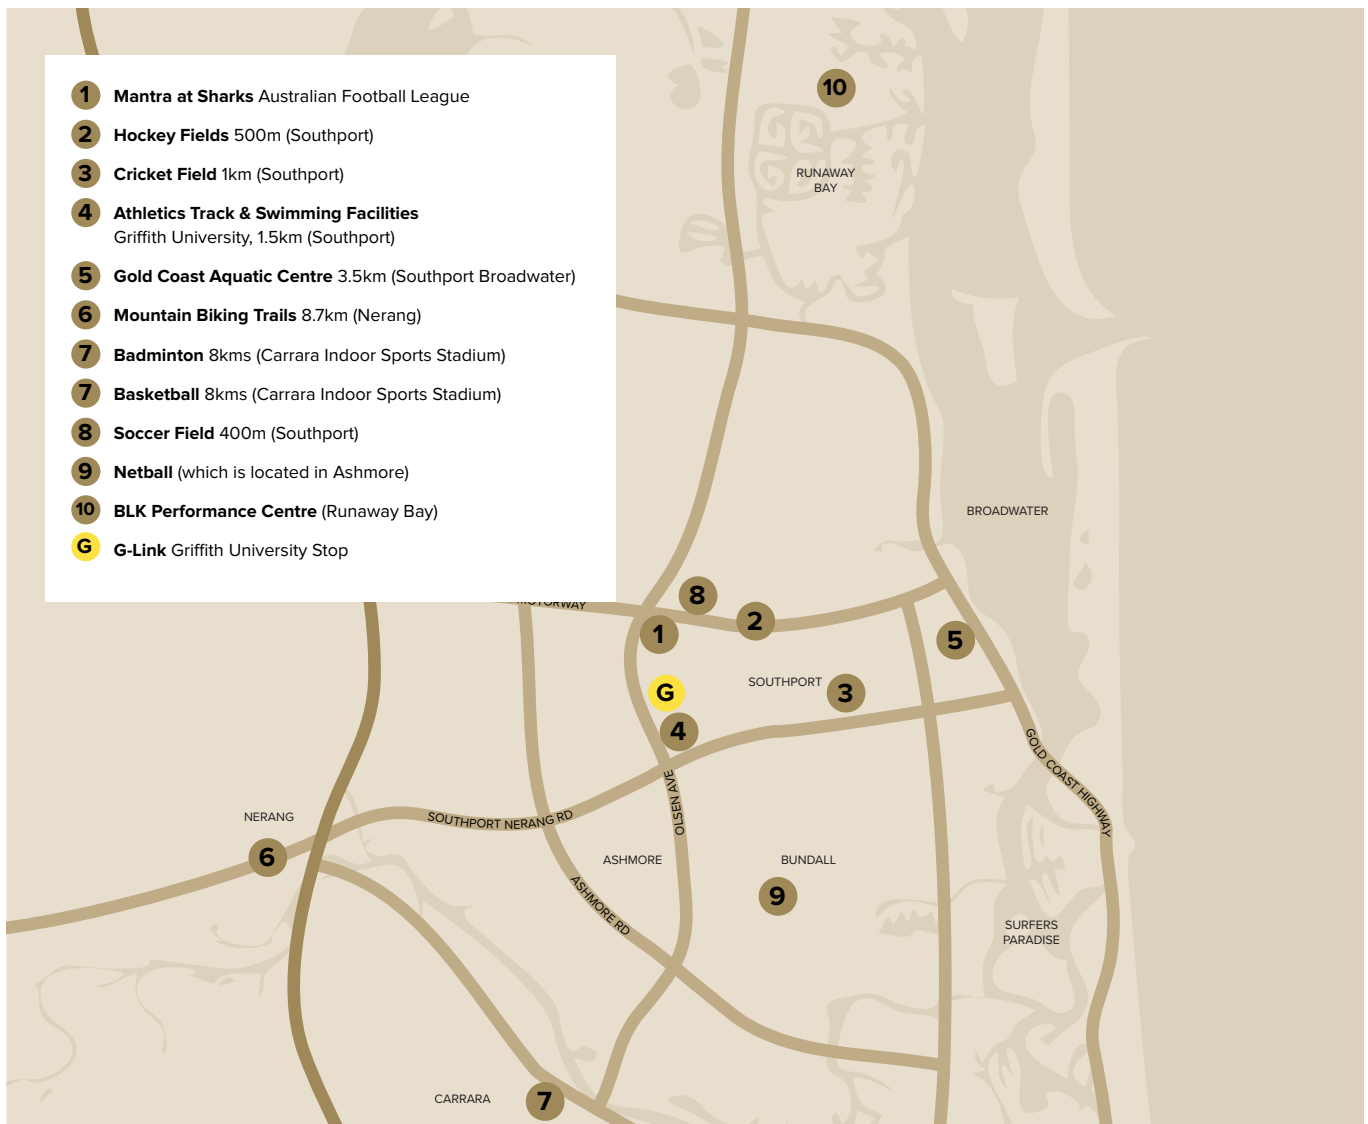 1 Mantra at Sharks Australian Football League
2 Hockey Fields 500m (Southport)
3 Cricket Field 1km (Southport)
4 Athletics Track & Swimming Facilities
Griffith University, 1.5km (Southport)
5 Gold Coast Aquatic Centre 3.5km (Southport Broadwater)
6 Mountain Biking Trails 8.7km (Nerang)
7 Badminton 8kms (Carrara Indoor Sports Stadium)
7 Basketball 8kms (Carrara Indoor Sports Stadium)
8 Soccer Field 400m (Southport)
9 Netball (which is located in Ashmore)
10 BLK Performance Centre (Runaway Bay)
G G-Link Griffith University Stop
10
RUNAWAY
BAY
BROADWATER
MOTORWAY
8
2
1
5
SOUTHPORT
G
3
4
GOLD COAST HIGHWAY
OLSEN AVE
NERANG
SOUTHPORT NERANG RD
6
ASHMORE
BUNDALL
9
ASHMORE RD
SURFERS
PARADISE
CARRARA
7